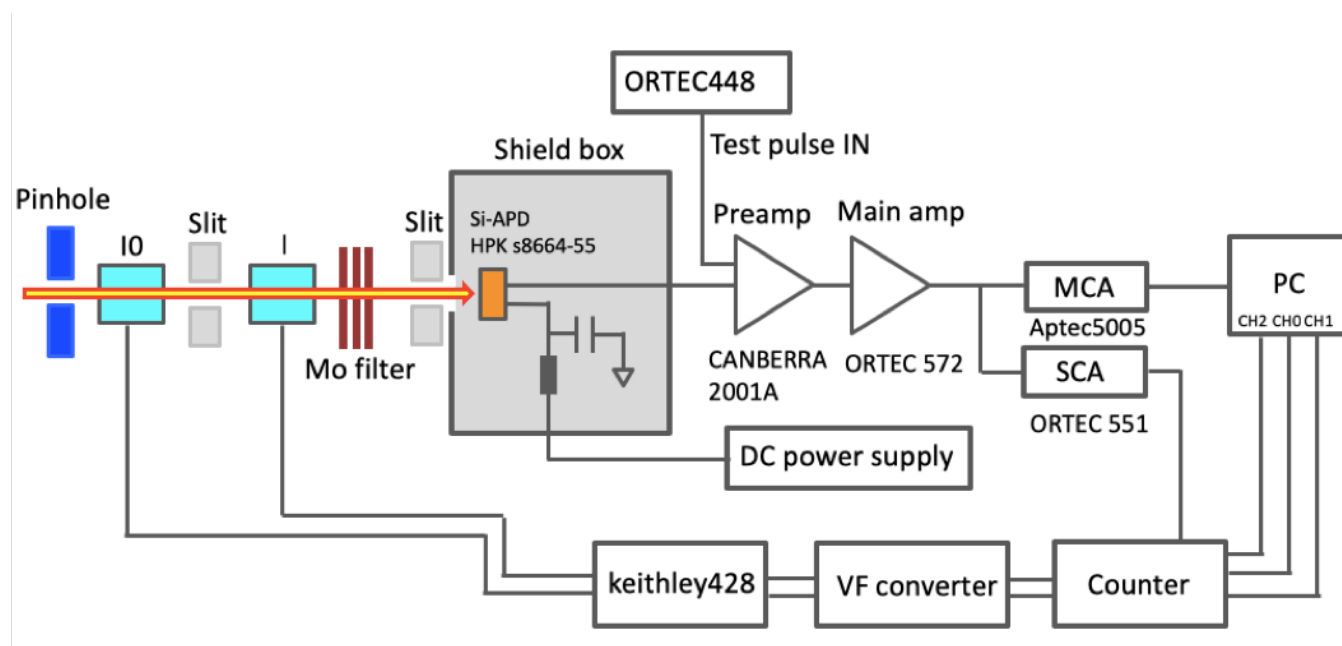 ORTEC448
Test pulse IN
Shield box
Pinhole
Slit
Slit
I0
I
Si-APD
HPK s8664-55
Preamp
Main amp
MCA
Aptec5005
PC
CH2 CH0 CH1
Mo filter
CANBERRA
2001A
ORTEC 572
SCA
ORTEC 551
DC power supply
keithley428
VF converter
Counter